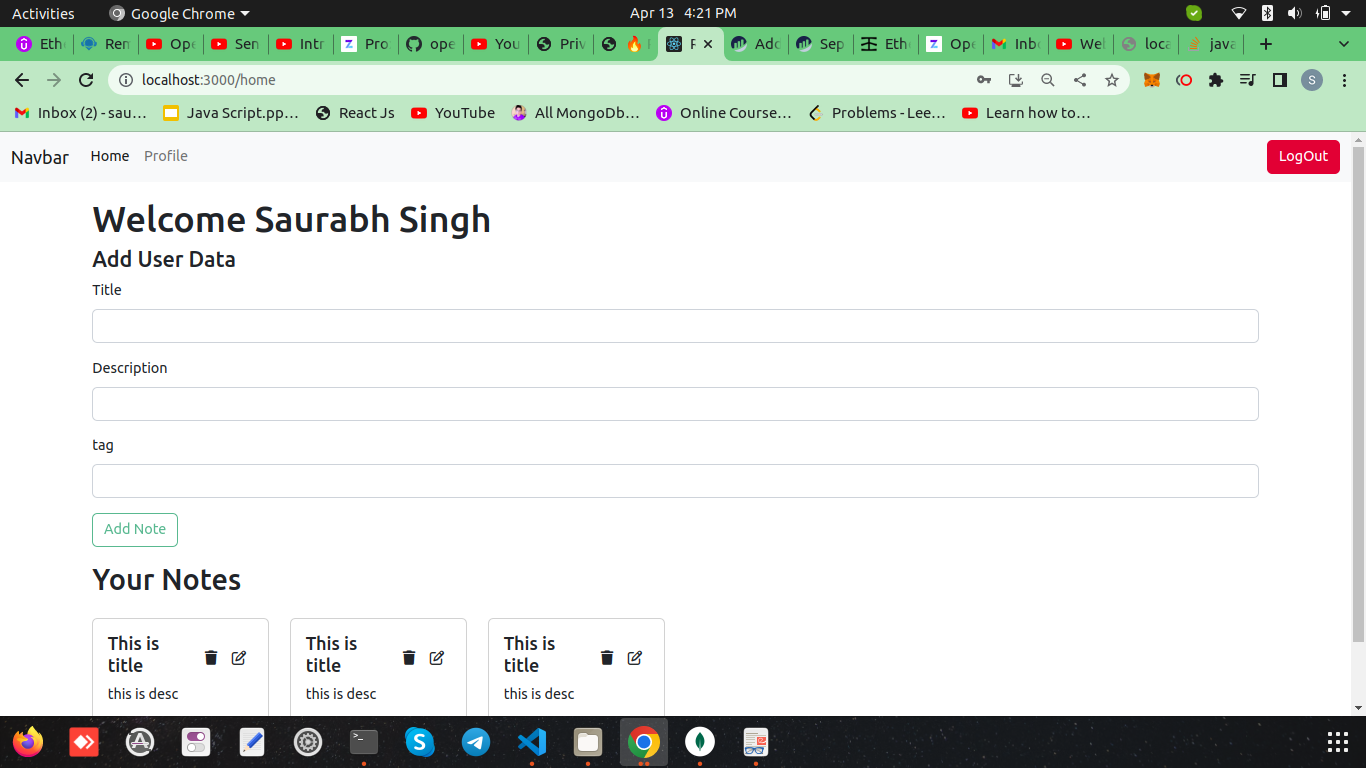 Activities Google Chrome Apr 13 4:21 PM
Eth Rem Ope Sen Intr Pro ope You Priv Add Sep Eth Ope Inbo Wel loca java
localhost:3000/home S
Inbox (2) - sau... Java Script.pp... React Js YouTube All MongoDb... Online Course... Problems - Lee... Learn how to...
Navbar Home Profile LogOut
Welcome Saurabh Singh
Add User Data
Title
Description
tag
Add Note
Your Notes
This is This is This is
title title title
this is desc this is desc this is desc